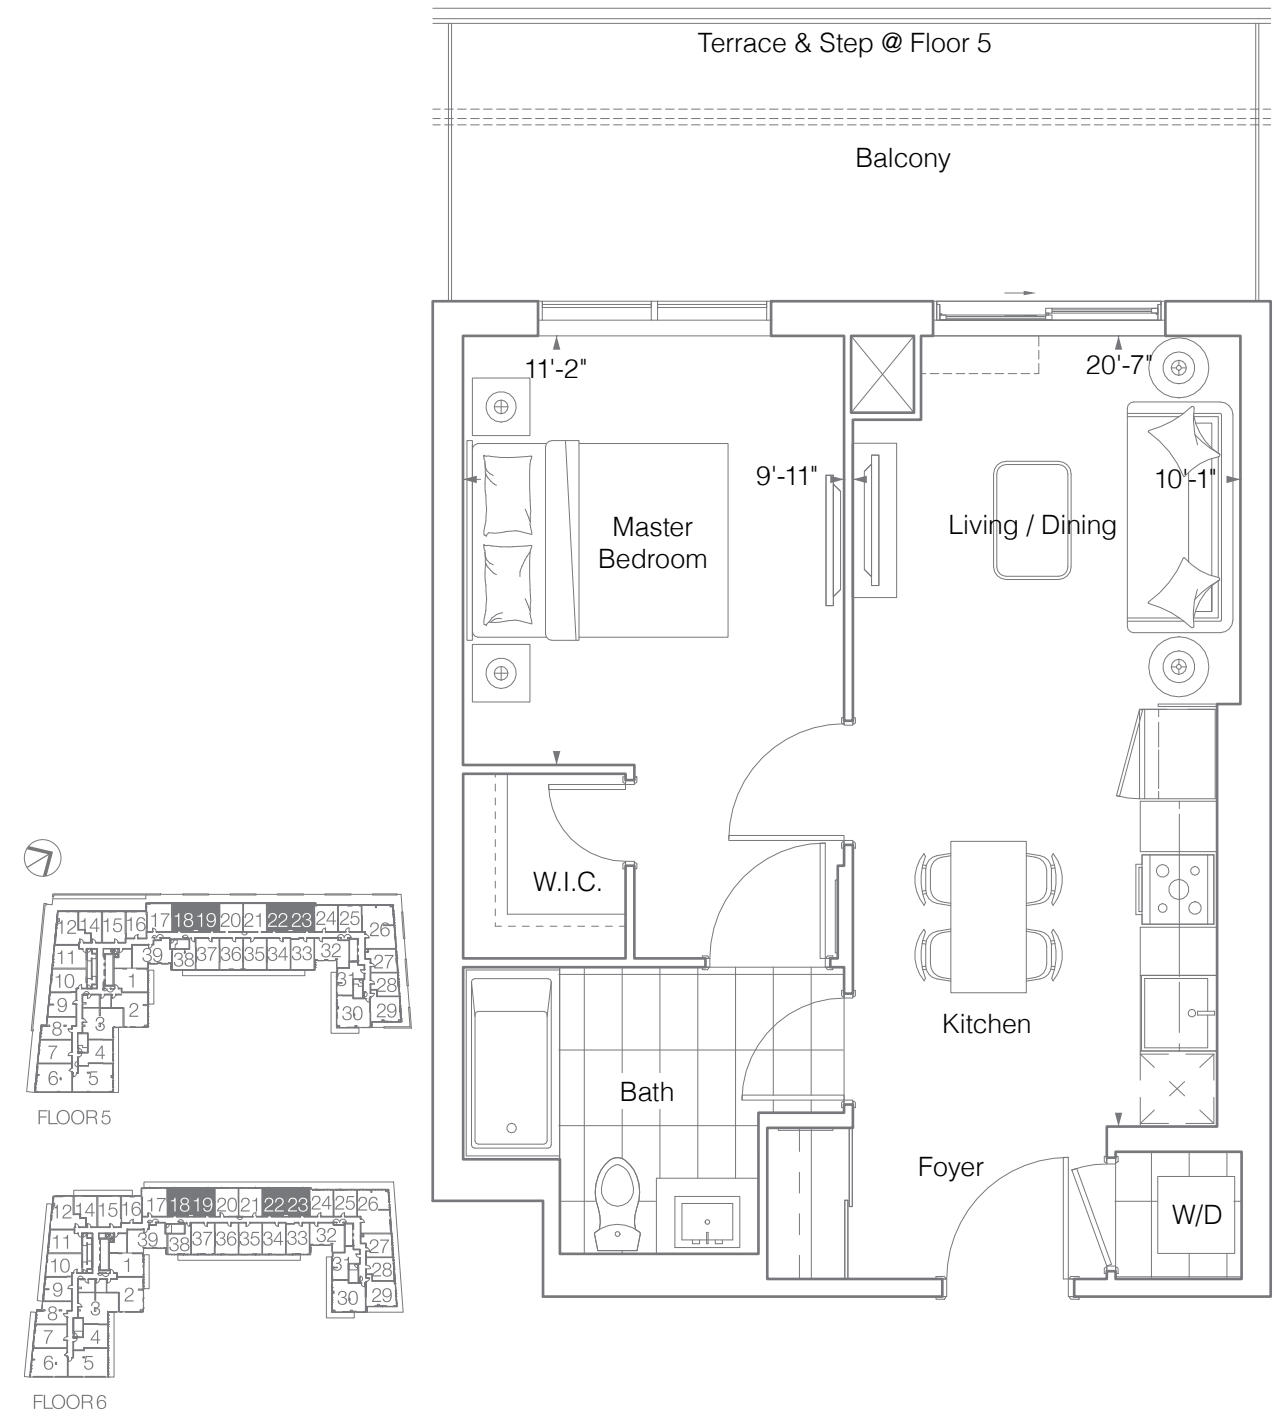 Terrace & Step @ Floor 5
Balcony
11'-2"
20'-7"
9'-11"
10'-1"
Master
Bedroom
Living / Dining
W.I.C.
Kitchen
Bath
Foyer
W/D
12 14 15 16 17 18 19 20 21 22 23 24 25 26
11 39 38 37 36 35 34 33 32 27
10 1 31 28
9 2 30 29
8 3
7 4
6 5
FLOOR 5
12 14 15 16 17 18 19 20 21 22 23 24 25 26
11 39 38 37 36 35 34 33 32 27
10 1 31 28
9 2 30 29
8 3
7 4
6 5
FLOOR 6